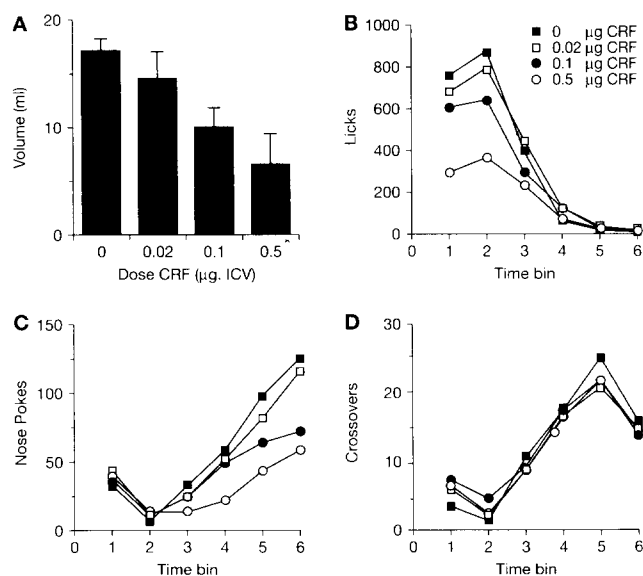 A
20
10
0
Volume (ml)
0 0.02 0.1 0.5
Dose CRF (μg. ICV)
B
1000
800
600
400
200
0
Licks
1 2 3 4 5 6
Time bin
0 μg CRF
0.02 μg CRF
0.1 μg CRF
0.5 μg CRF
C
150
100
50
0
Nose Pokes
1 2 3 4 5 6
Time bin
D
30
20
10
0
Crossovers
1 2 3 4 5 6
Time bin